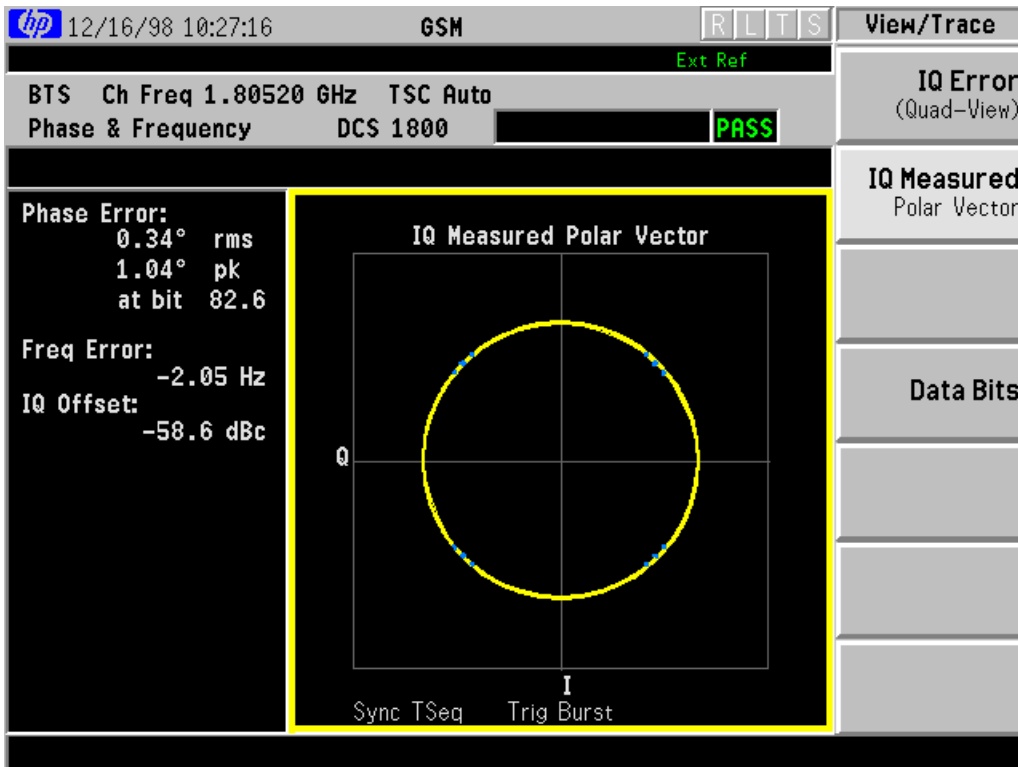 hp 12/16/98 10:27:16 GSM R L T S
Ext Ref
BTS Ch Freq 1.80520 GHz TSC Auto
Phase & Frequency DCS 1800 PASS
Phase Error:
0.34° rms
1.04° pk
at bit 82.6
Freq Error:
-2.05 Hz
IQ Offset:
-58.6 dBc
IQ Measured Polar Vector
Q
I
Sync TSeq Trig Burst
View/Trace
IQ Error
(Quad-View)
IQ Measured
Polar Vector
Data Bits